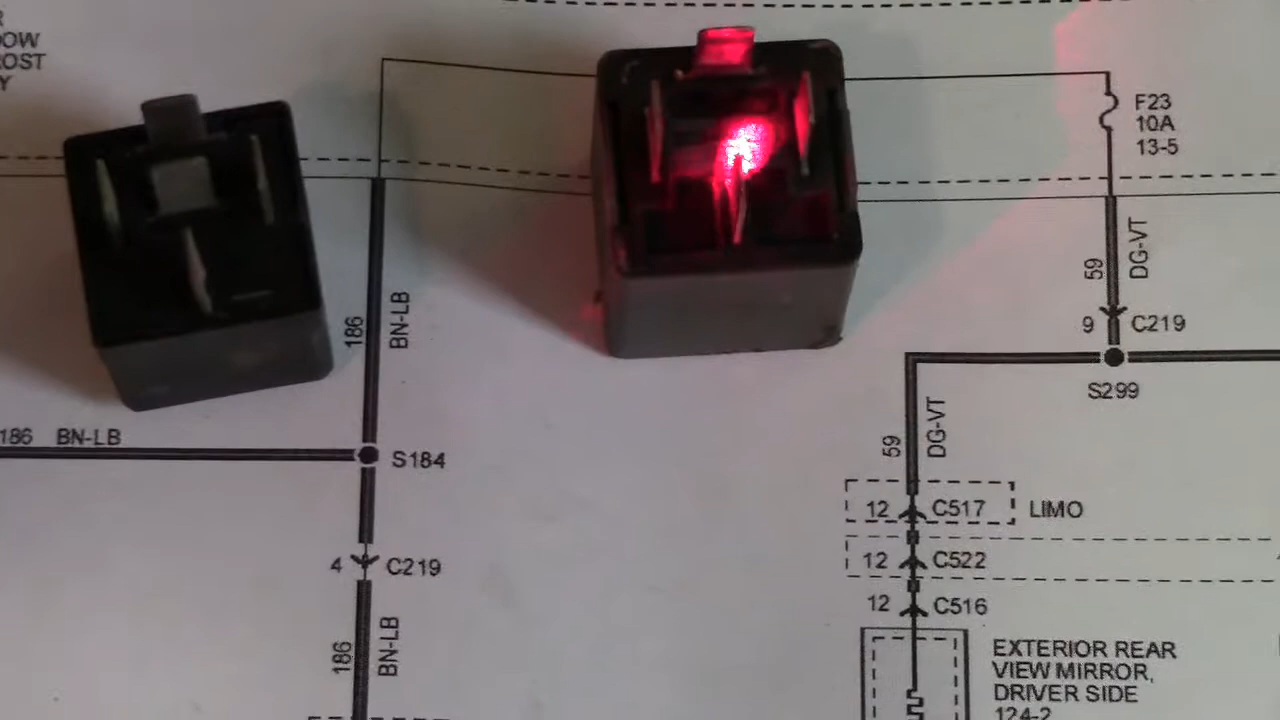 OW
OST
Y
F23
10A
13-5
59
DG-VT
9
C219
S299
186
BN-LB
186 BN-LB
S184
59
DG-VT
12
C517
LIMO
12
C522
12
C516
4
C219
186
BN-LB
EXTERIOR REAR
VIEW MIRROR,
DRIVER SIDE
124-2